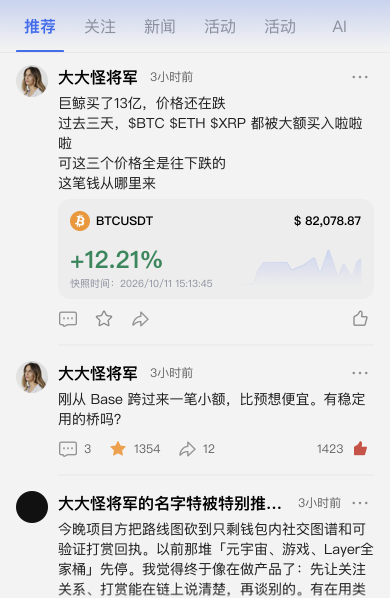 推荐 关注 新闻 活动 活动 AI
大大怪将军 3小时前
巨鲸买了13亿，价格还在跌
过去三天，$BTC $ETH $XRP 都被大额买入啦啦
啦
可这三个价格全是往下跌的
这笔钱从哪里来
BTCUSDT $ 82,078.87
+12.21%
快照时间：2026/10/11 15:13:45
大大怪将军 3小时前
刚从 Base 跨过来一笔小额，比预想便宜。有稳定
用的桥吗?
3 1354 12 1423
大大怪将军的名字特被特别推... 3小时前
今晚项目方把路线图砍到只剩钱包内社交图谱和可
验证打赏回执。以前那堆「元宇宙、游戏、Layer全
家桶」先停。我觉得终于像在做产品了：先让关注
关系、打赏能在链上说清楚，再谈别的。有在用类